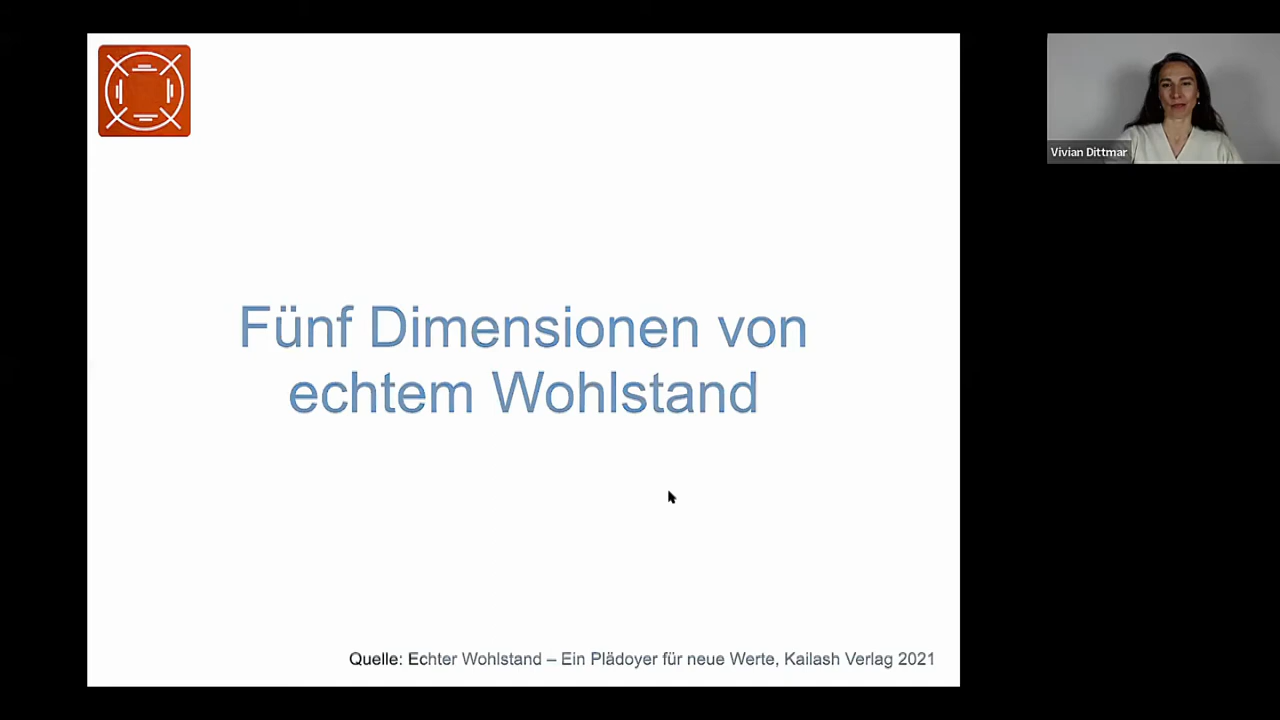 Fünf Dimensionen von
echtem Wohlstand
Quelle: Echter Wohlstand – Ein Plädoyer für neue Werte, Kailash Verlag 2021
Vivian Dittmar